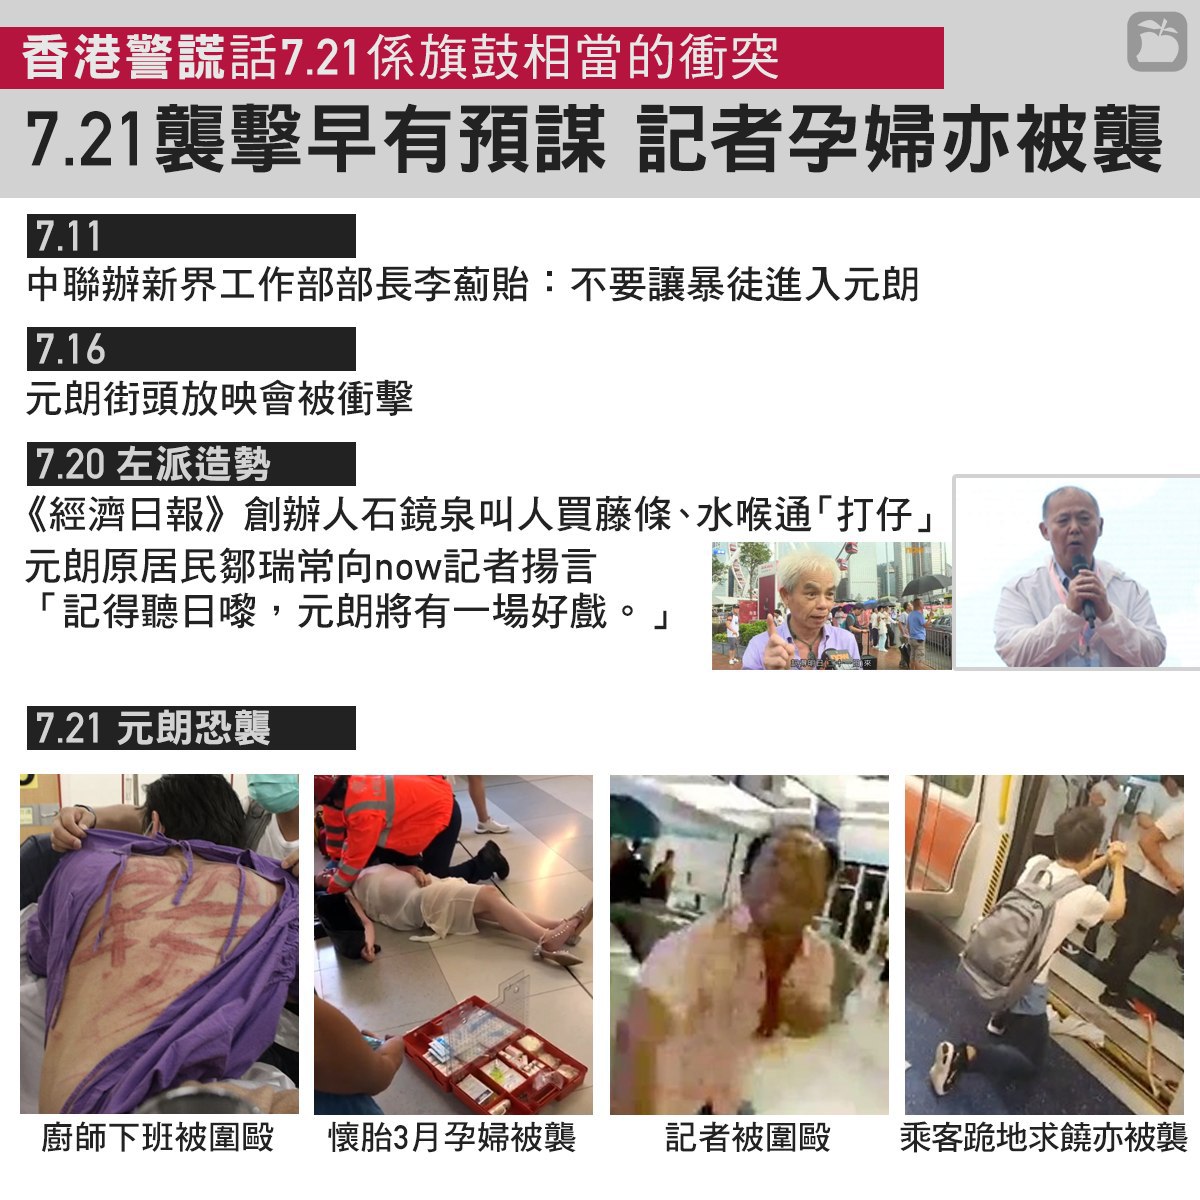 香港警謊話7.21係旗鼓相當的衝突
7.21襲擊早有預謀 記者孕婦亦被襲
7.11
中聯辦新界工作部部長李薊貽：不要讓暴徒進入元朗
7.16
元朗街頭放映會被衝擊
7.20 左派造勢
《經濟日報》創辦人石鏡泉叫人買藤條、水喉通「打仔」
元朗原居民鄒瑞常向now記者揚言
「記得聽日嚟，元朗將有一場好戲。」
7.21 元朗恐襲
廚師下班被圍毆
懷胎3月孕婦被襲
記者被圍毆
乘客跪地求饒亦被襲